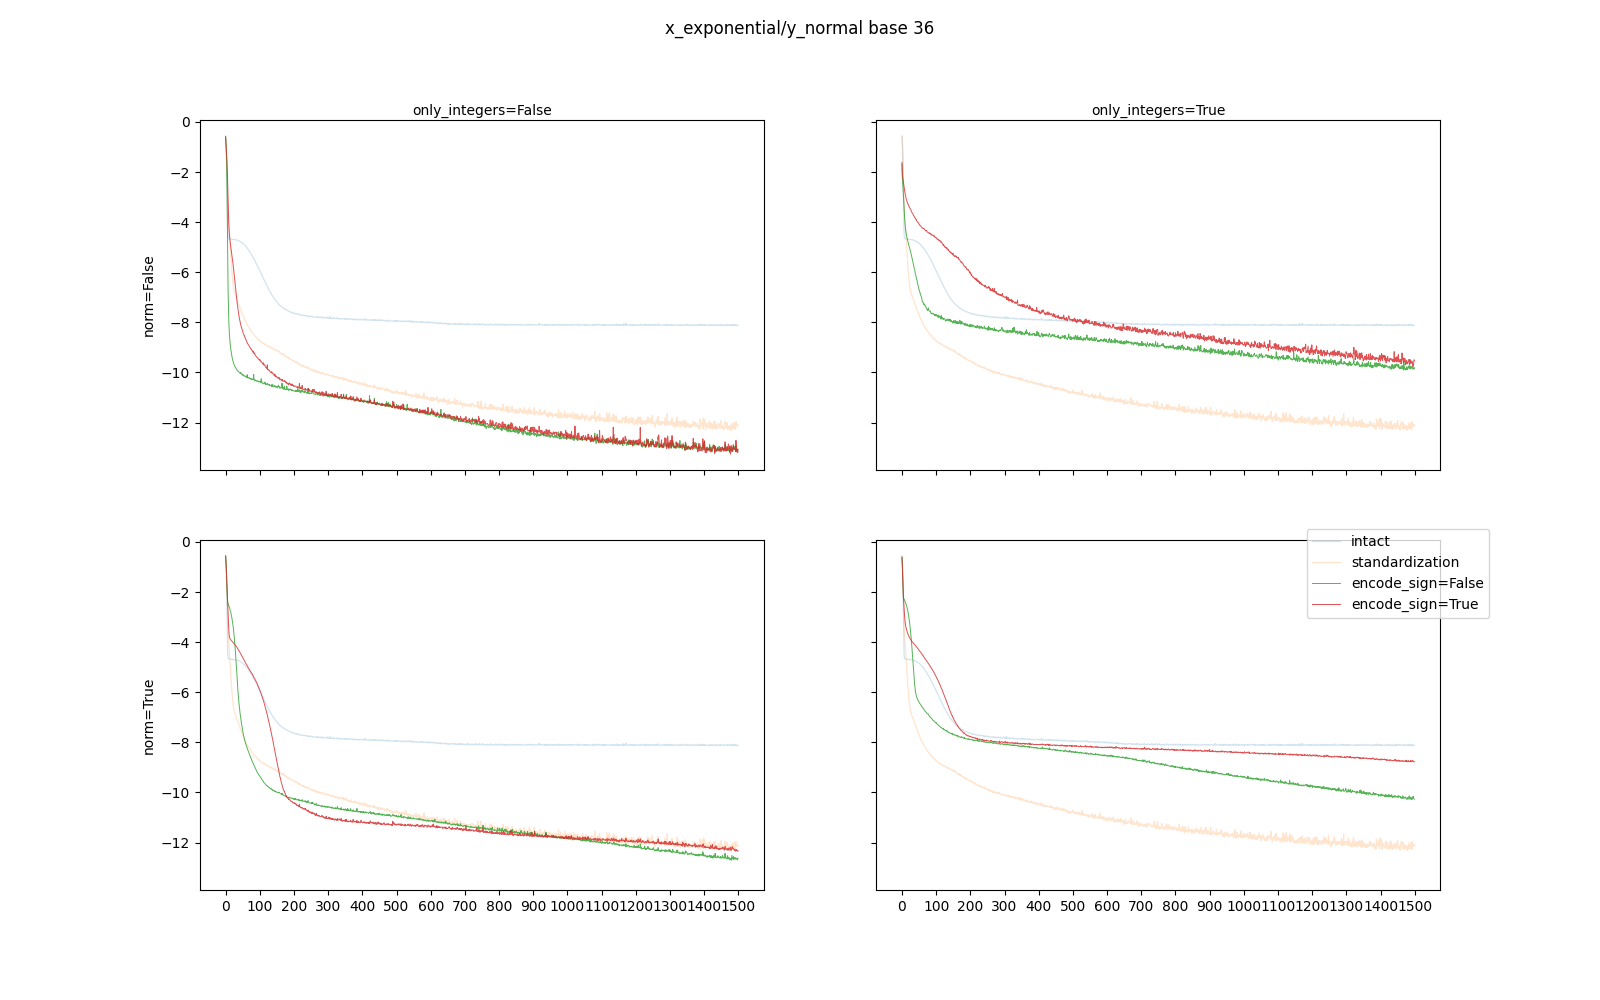 x_exponential/y_normal base 36
only_integers=False
only_integers=True
norm=False
0
−2
−4
−6
−8
−10
−12
norm=True
0
−2
−4
−6
−8
−10
−12
intact
standardization
encode_sign=False
encode_sign=True
0 100 200 300 400 500 600 700 800 900 1000 1100 1200 1300 1400 1500
0 100 200 300 400 500 600 700 800 900 1000 1100 1200 1300 1400 1500